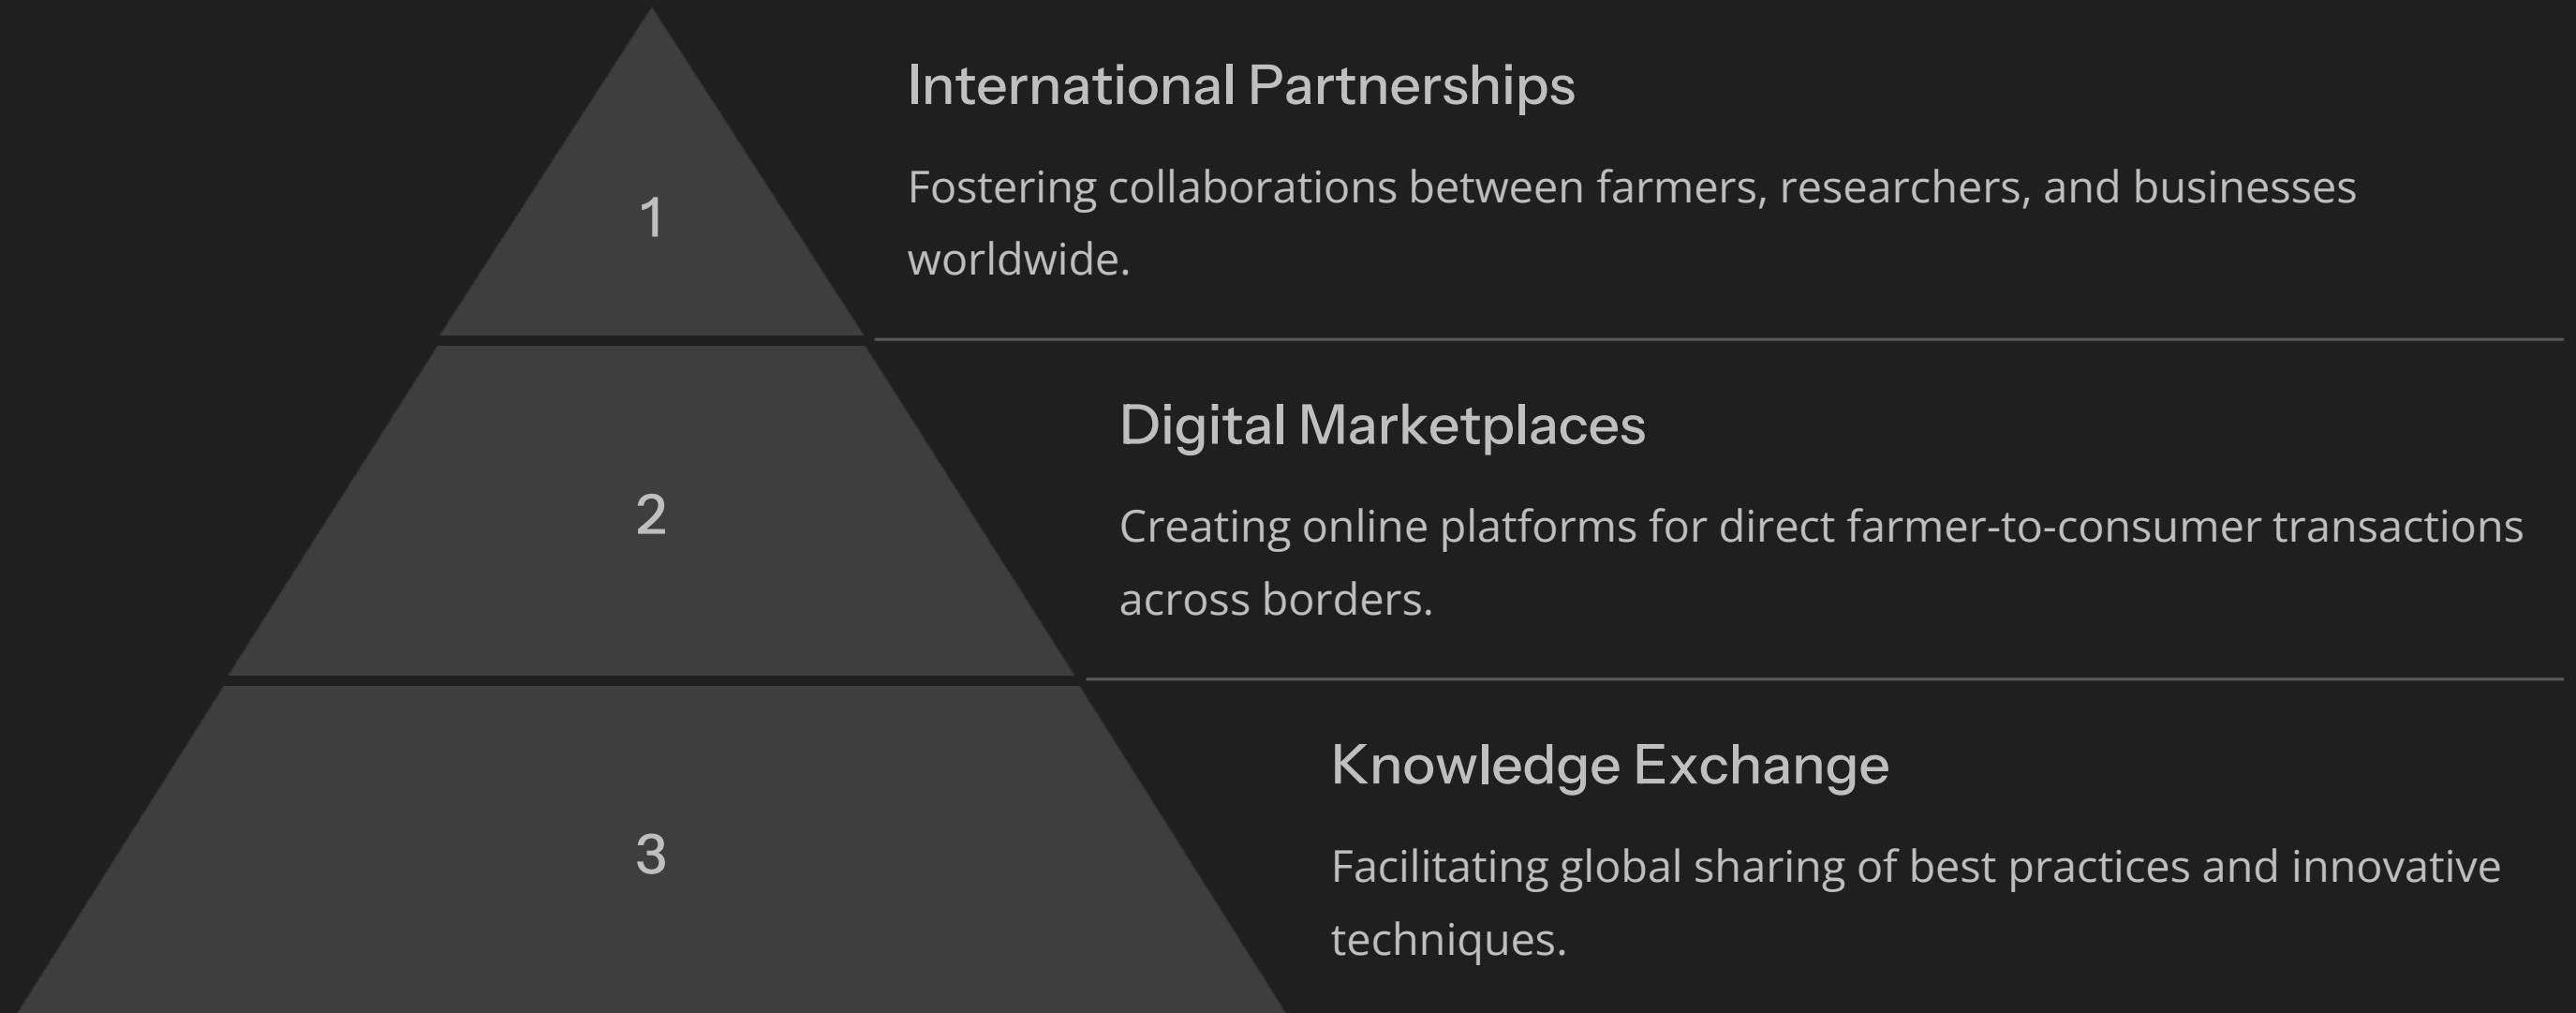 International Partnerships
1
Fostering collaborations between farmers, researchers, and businesses
worldwide.
Digital Marketplaces
2
Creating online platforms for direct farmer-to-consumer transactions
across borders.
Knowledge Exchange
3
Facilitating global sharing of best practices and innovative
techniques.